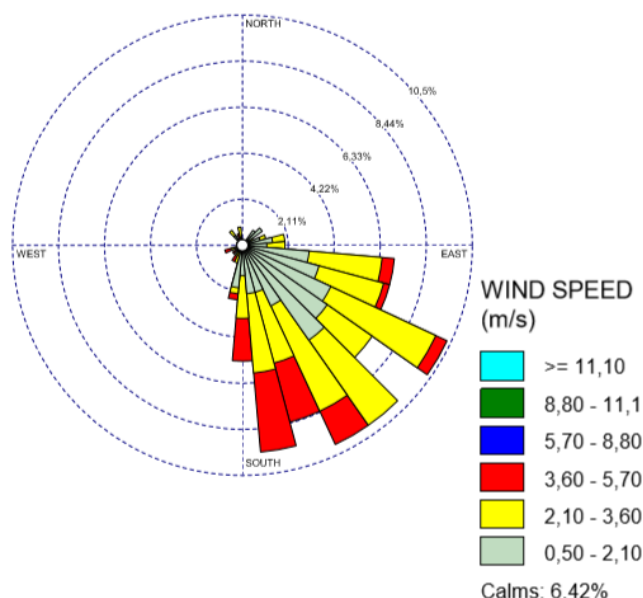 NORTH
10,5%
8,44%
6,33%
4,22%
2,11%
WEST
EAST
SOUTH
WIND SPEED
(m/s)
>= 11,10
8,80 - 11,1
5,70 - 8,80
3,60 - 5,70
2,10 - 3,60
0,50 - 2,10
Calms: 6,42%